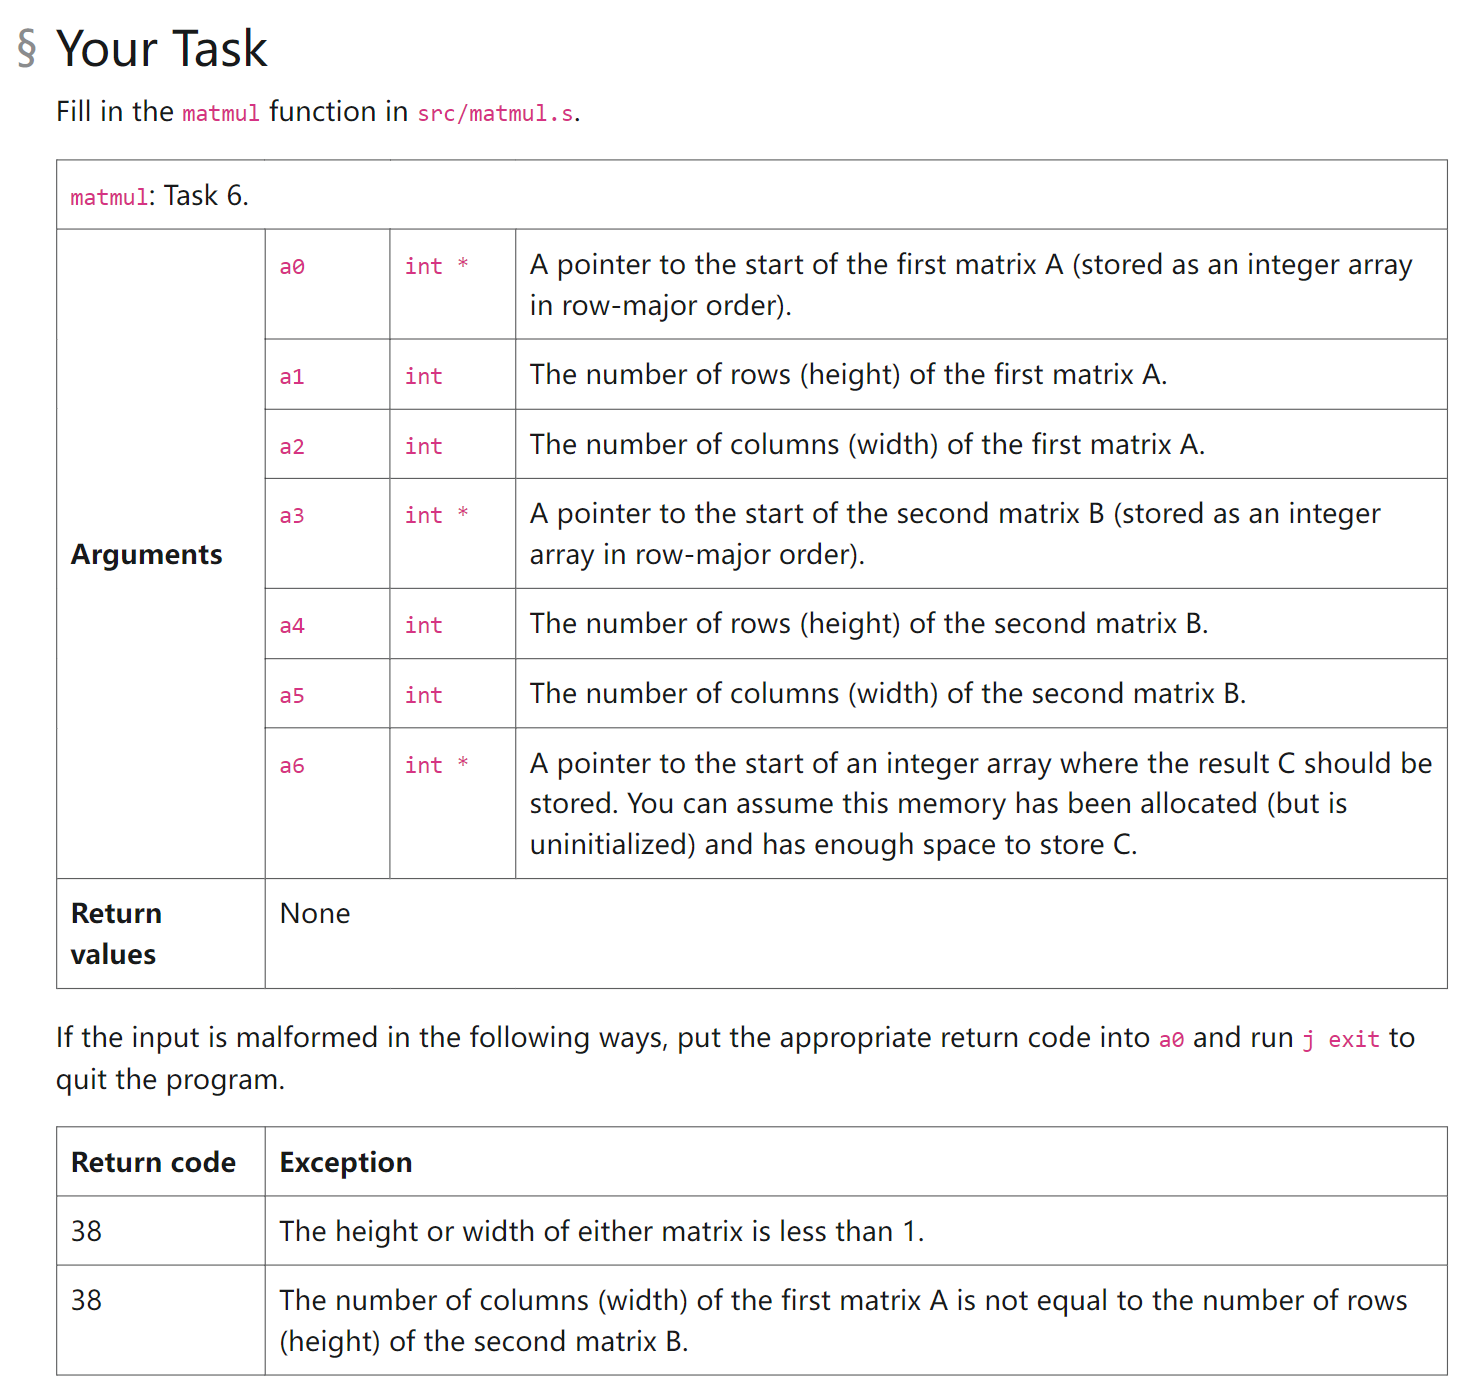 § Your Task
Fill in the matmul function in src/matmul.s.
matmul: Task 6.
Arguments
a0 int * A pointer to the start of the first matrix A (stored as an integer array
in row-major order).
a1 int The number of rows (height) of the first matrix A.
a2 int The number of columns (width) of the first matrix A.
a3 int * A pointer to the start of the second matrix B (stored as an integer
array in row-major order).
a4 int The number of rows (height) of the second matrix B.
a5 int The number of columns (width) of the second matrix B.
a6 int * A pointer to the start of an integer array where the result C should be
stored. You can assume this memory has been allocated (but is
uninitialized) and has enough space to store C.
Return
values
None
If the input is malformed in the following ways, put the appropriate return code into a0 and run j exit to
quit the program.
Return code Exception
38 The height or width of either matrix is less than 1.
38 The number of columns (width) of the first matrix A is not equal to the number of rows
(height) of the second matrix B.